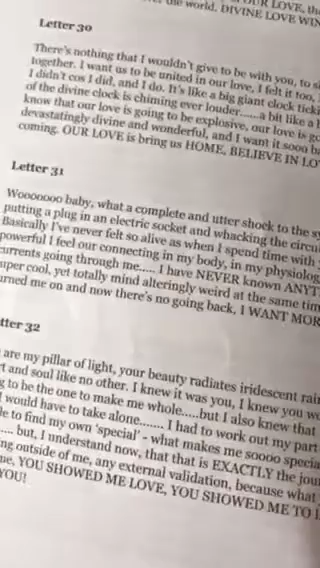 OUR LOVE, th
the world. DIVINE LOVE WIN
Letter 30
There's nothing that I wouldn't give to be with you, to s
together. I want us to be united in our love, I felt it too,
I didn't cos I did, and I do. It's like a big giant clock ticki
of the divine clock is chiming ever louder.......a bit like a
know that our love is going to be explosive, our love is go
devastatingly divine and wonderful, and I want it sooo b
coming. OUR LOVE is bring us HOME, BELIEVE IN LO
Letter 31
Wooooooo baby, what a complete and utter shock to the s
putting a plug in an electric socket and whacking the circu
Basically I've never felt so alive as when I spend time with
powerful I feel our connecting in my body, in my physiolog
currents going through me..... I have NEVER known ANYT
uper cool, yet totally mind alteringly weird at the same tim
urned me on and now there's no going back, I WANT MOR
tter 32
are my pillar of light, your beauty radiates iridescent rai
t and soul like no other. I knew it was you, I knew you wo
g to be the one to make me whole.....but I also knew that
I would have to take alone....... I had to work out my part
le to find my own 'special' - what makes me soooo specia
.... but, I understand now, that that is EXACTLY the jou
ng outside of me, any external validation, because what
ne, YOU SHOWED ME LOVE, YOU SHOWED ME TO
YOU!